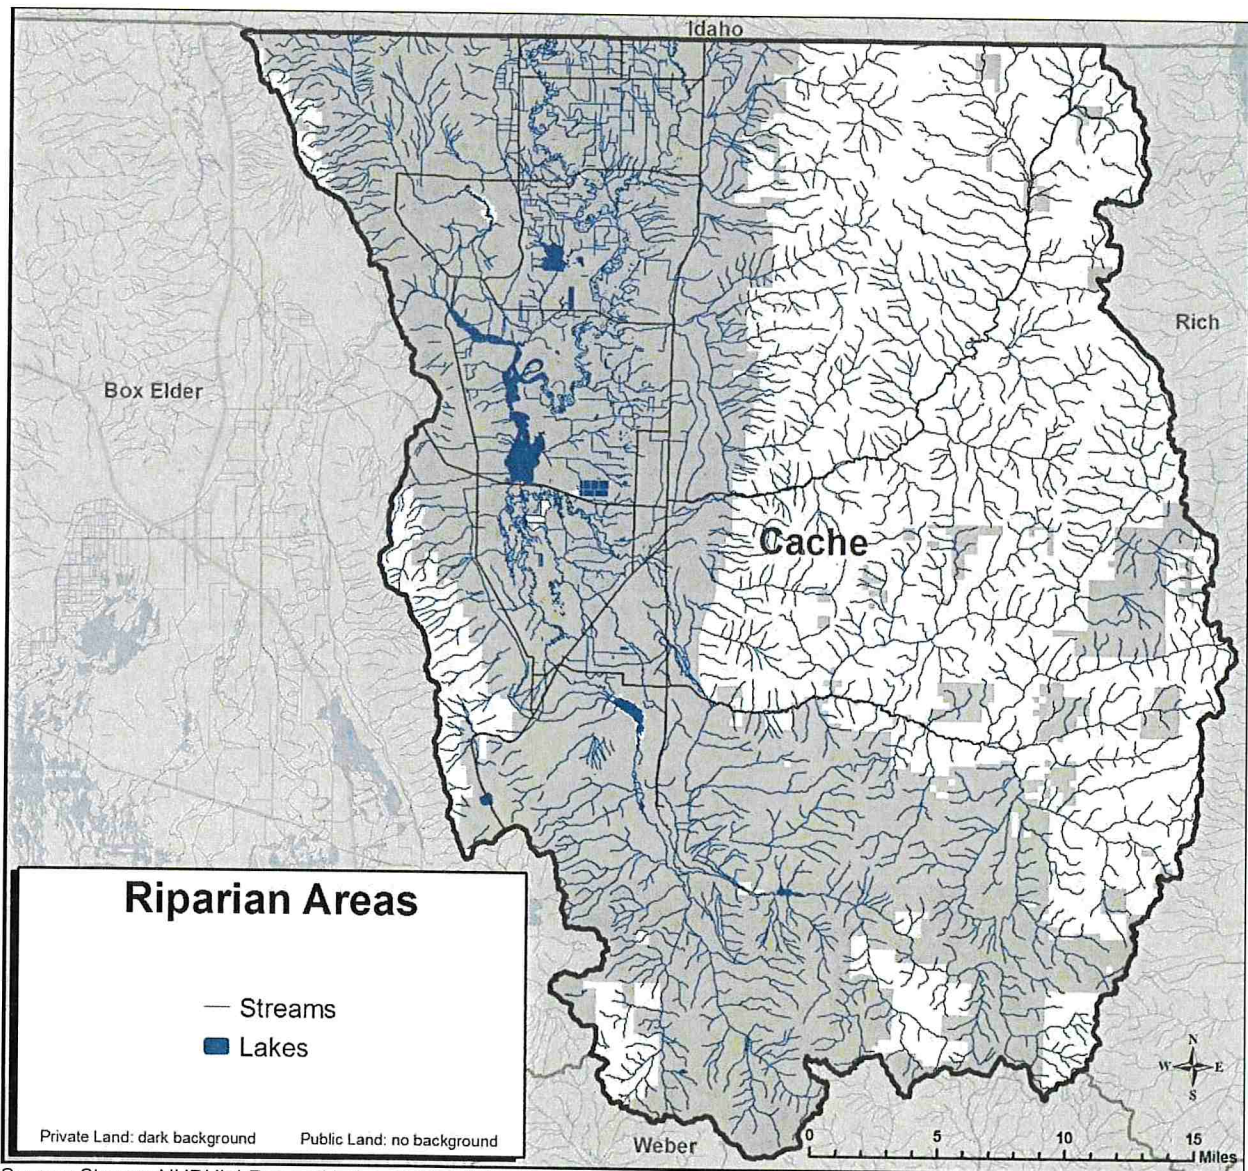 Idaho
Rich
Box Elder
Cache
Riparian Areas
Streams
Lakes
Private Land: dark background Public Land: no background
Weber
N
W E
S
0 5 10 15
Miles